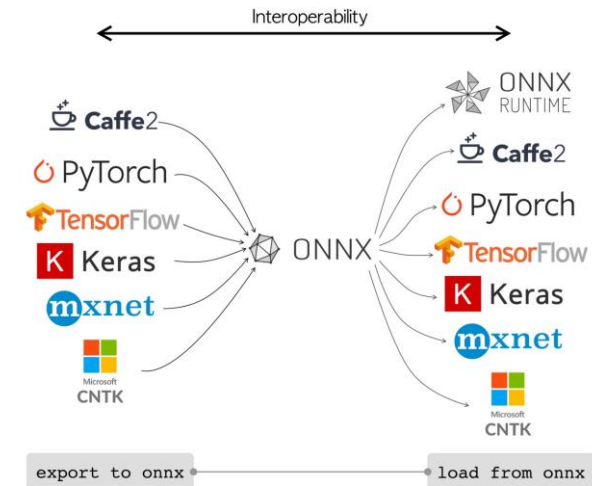 Interoperability
Caffe2
PyTorch
TensorFlow
K Keras
mxnet
Microsoft
CNTK
ONNX
ONNX
RUNTIME
Caffe2
PyTorch
TensorFlow
K Keras
mxnet
Microsoft
CNTK
export to onnx
load from onnx